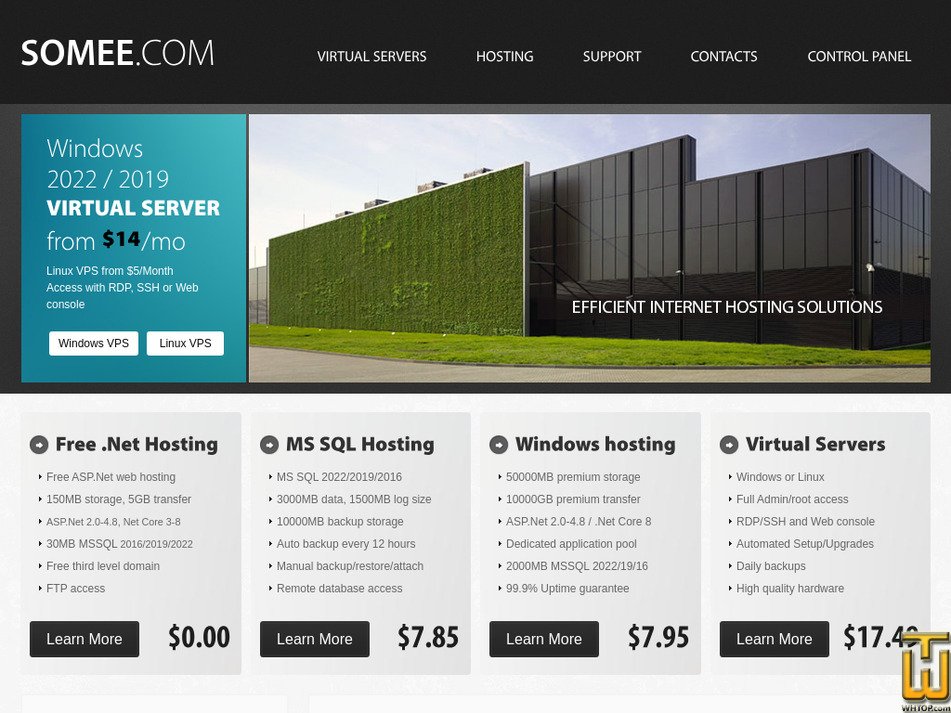 SOMEE.COM
VIRTUAL SERVERS
HOSTING
SUPPORT
CONTACTS
CONTROL PANEL
Windows
2022 / 2019
VIRTUAL SERVER
from $14/mo
Linux VPS from $5/Month
Access with RDP, SSH or Web
console
Windows VPS
Linux VPS
EFFICIENT INTERNET HOSTING SOLUTIONS
Free .Net Hosting
Free ASP.Net web hosting
150MB storage, 5GB transfer
ASP.Net 2.0-4.8, Net Core 3-8
30MB MSSQL 2016/2019/2022
Free third level domain
FTP access
Learn More
$0.00
MS SQL Hosting
MS SQL 2022/2019/2016
3000MB data, 1500MB log size
10000MB backup storage
Auto backup every 12 hours
Manual backup/restore/attach
Remote database access
Learn More
$7.85
Windows hosting
50000MB premium storage
10000GB premium transfer
ASP.Net 2.0-4.8 / .Net Core 8
Dedicated application pool
2000MB MSSQL 2022/19/16
99.9% Uptime guarantee
Learn More
$7.95
Virtual Servers
Windows or Linux
Full Admin/root access
RDP/SSH and Web console
Automated Setup/Upgrades
Daily backups
High quality hardware
Learn More
$17.49
WHTOP.com